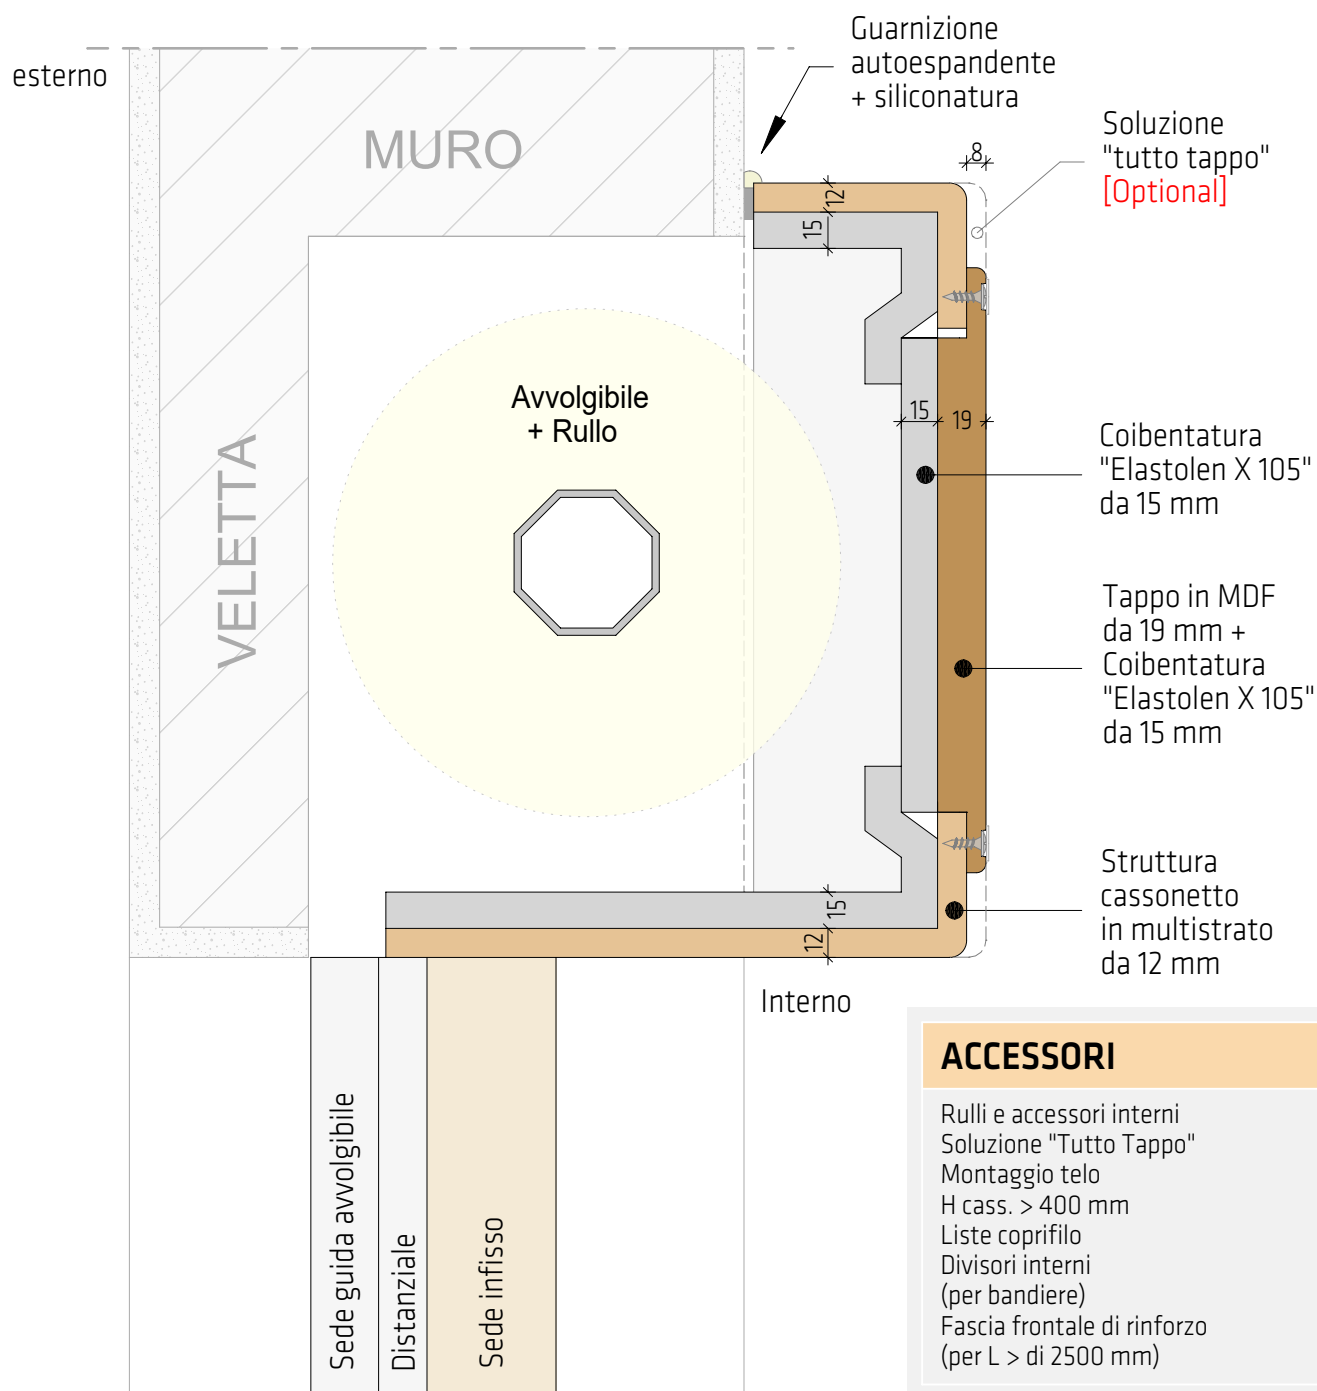 esterno
MURO
Guarnizione
autoespandente
+ siliconatura
Soluzione
"tutto tappo"
[Optional]
8
12
15
VELETTA
Avvolgibile
+ Rullo
15
19
Coibentatura
"Elastolen X 105"
da 15 mm
Tappo in MDF
da 19 mm +
Coibentatura
"Elastolen X 105"
da 15 mm
15
12
Struttura
cassonetto
in multistrato
da 12 mm
Interno
Sede guida avvolgibile
Distanziale
Sede infisso
ACCESSORI
Rulli e accessori interni
Soluzione "Tutto Tappo"
Montaggio telo
H cass. > 400 mm
Liste coprifilo
Divisori interni
(per bandiere)
Fascia frontale di rinforzo
(per L > di 2500 mm)